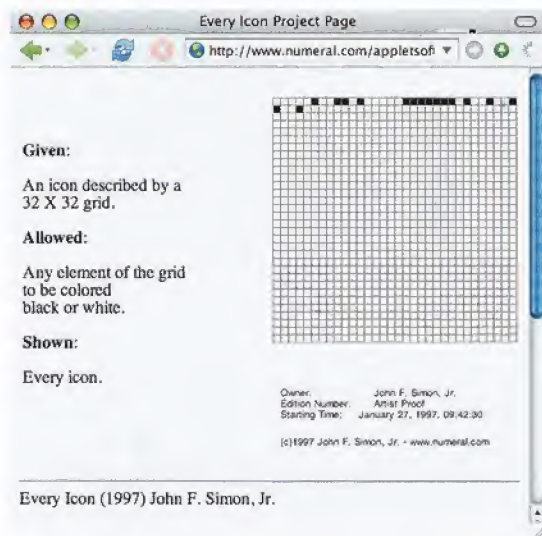 Every Icon Project Page
http://www.numeral.com/appletsoft
Given:
An icon described by a
32 X 32 grid.
Allowed:
Any element of the grid
to be colored
black or white.
Shown:
Every icon.
Owner: John F. Simon, Jr.
Edition Number: Artist Proof
Starting Time: January 27, 1997, 09:42:30
(c)1997 John F. Simon, Jr. - www.numeral.com
Every Icon (1997) John F. Simon, Jr.